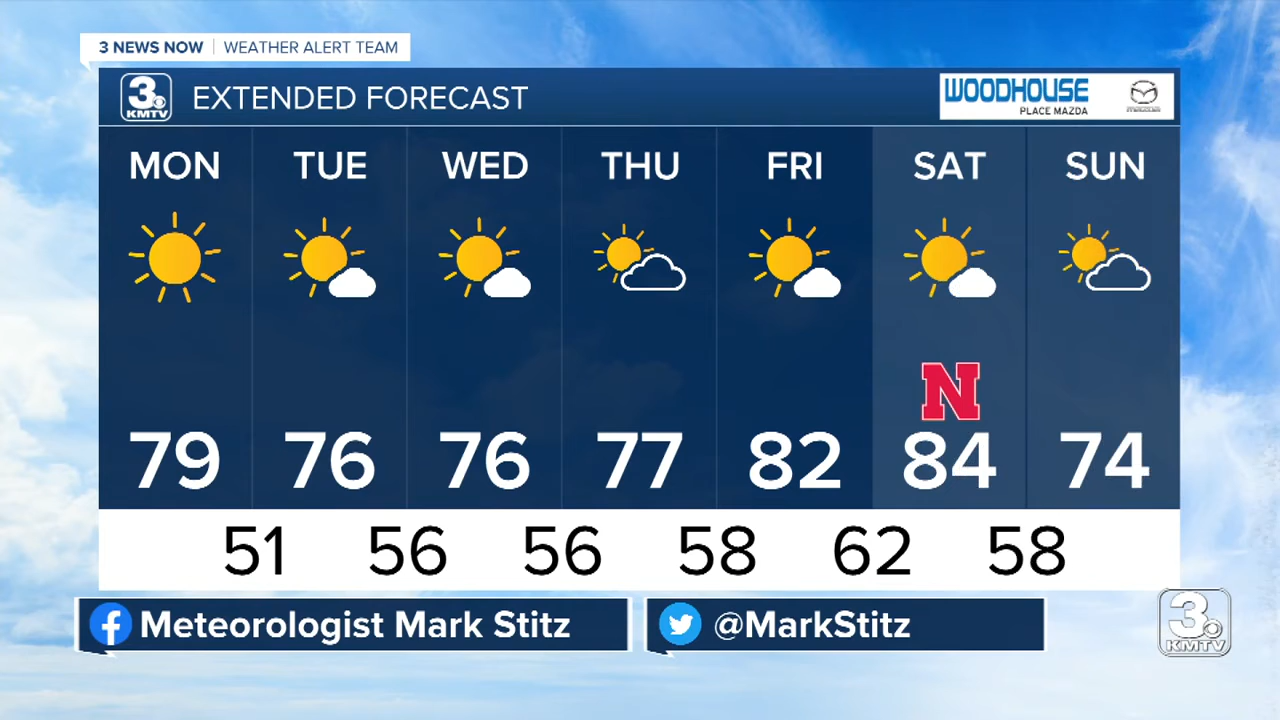 3 NEWS NOW WEATHER ALERT TEAM
3 KMTV EXTENDED FORECAST
WOODHOUSE
PLACE MAZDA
mazda
MON TUE WED THU FRI SAT SUN
N
79 76 76 77 82 84 74
51 56 56 58 62 58
Meteorologist Mark Stitz @MarkStitz
3
KMTV